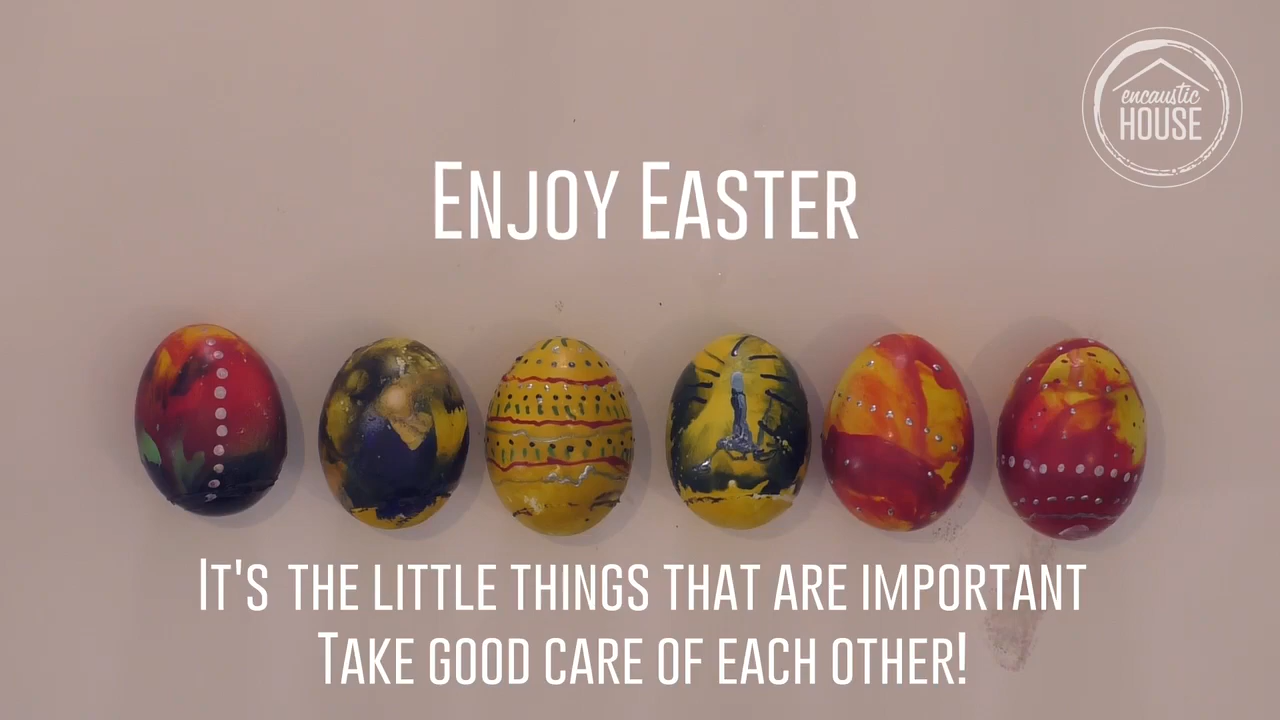 encaustic
HOUSE
Enjoy Easter
It's the little things that are important
Take good care of each other!